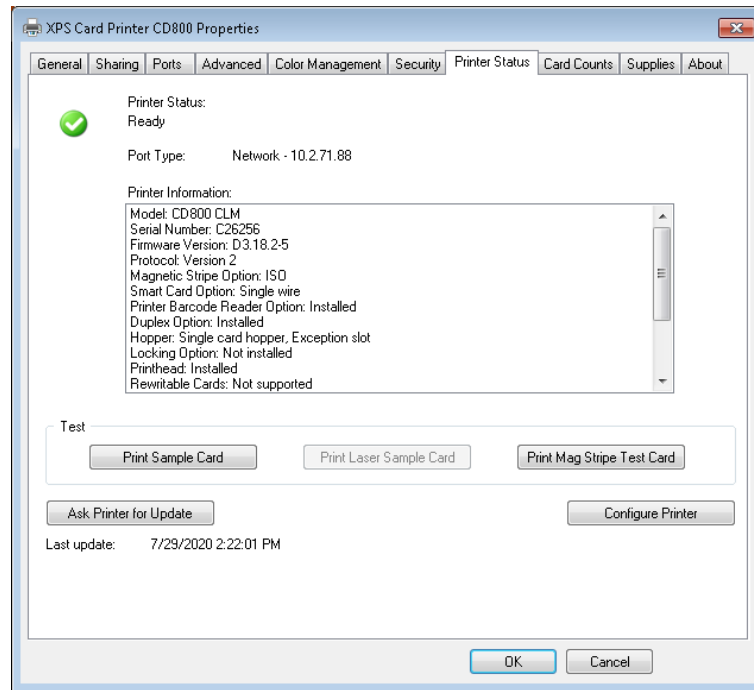 XPS Card Printer CD800 Properties
General Sharing Ports Advanced Color Management Security Printer Status Card Counts Supplies About
Printer Status:
Ready
Port Type: Network - 10.2.71.88
Printer Information:
Model: CD800 CLM
Serial Number: C26256
Firmware Version: D3.18.2-5
Protocol: Version 2
Magnetic Stripe Option: ISO
Smart Card Option: Single wire
Printer Barcode Reader Option: Installed
Duplex Option: Installed
Hopper: Single card hopper, Exception slot
Locking Option: Not installed
Printhead: Installed
Rewritable Cards: Not supported
Test
Print Sample Card Print Laser Sample Card Print Mag Stripe Test Card
Ask Printer for Update Configure Printer
Last update: 7/29/2020 2:22:01 PM
OK Cancel